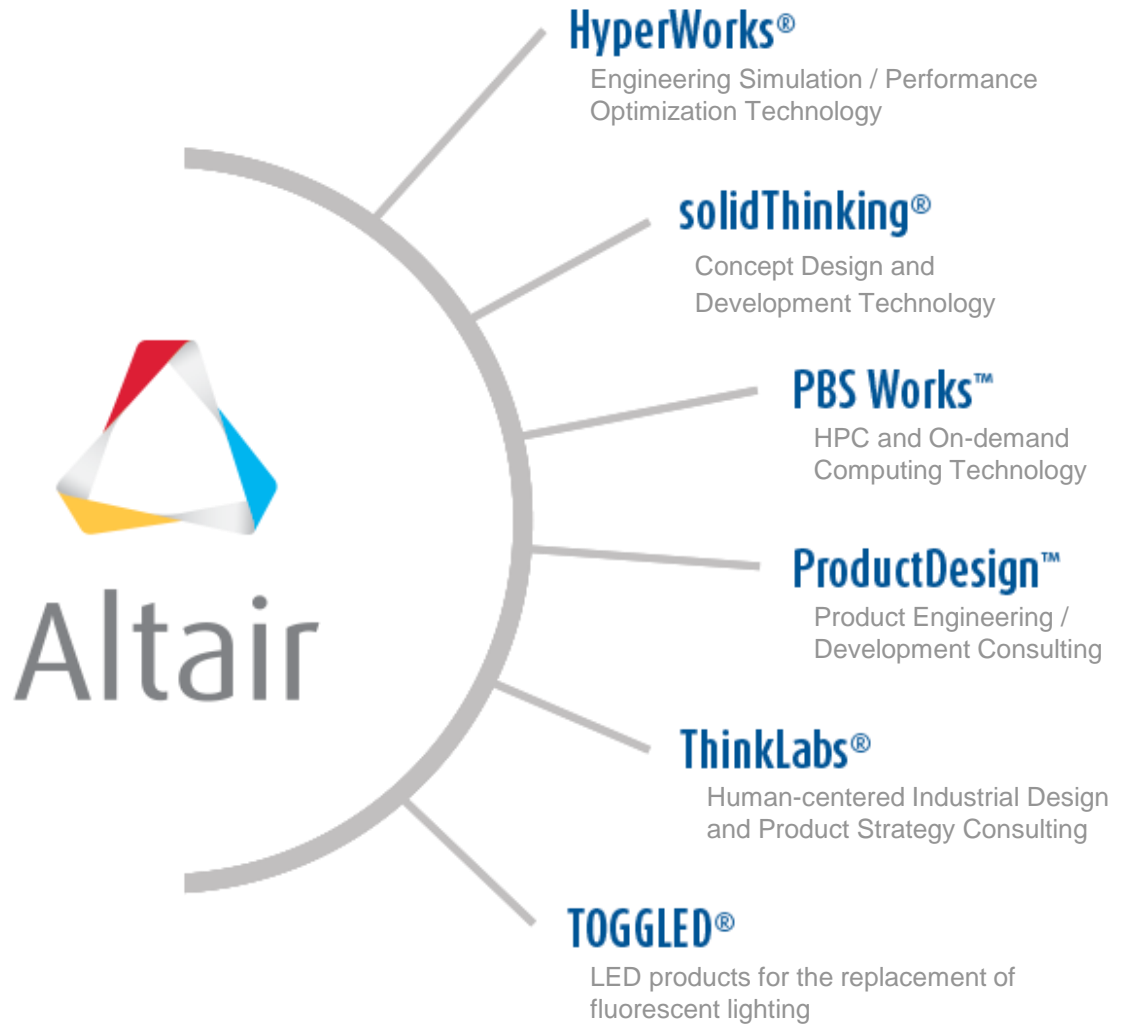 HyperWorks®
Engineering Simulation / Performance
Optimization Technology
solidThinking®
Concept Design and
Development Technology
PBS Works™
HPC and On-demand
Computing Technology
Altair
ProductDesign™
Product Engineering /
Development Consulting
ThinkLabs®
Human-centered Industrial Design
and Product Strategy Consulting
TOGGLED®
LED products for the replacement of
fluorescent lighting